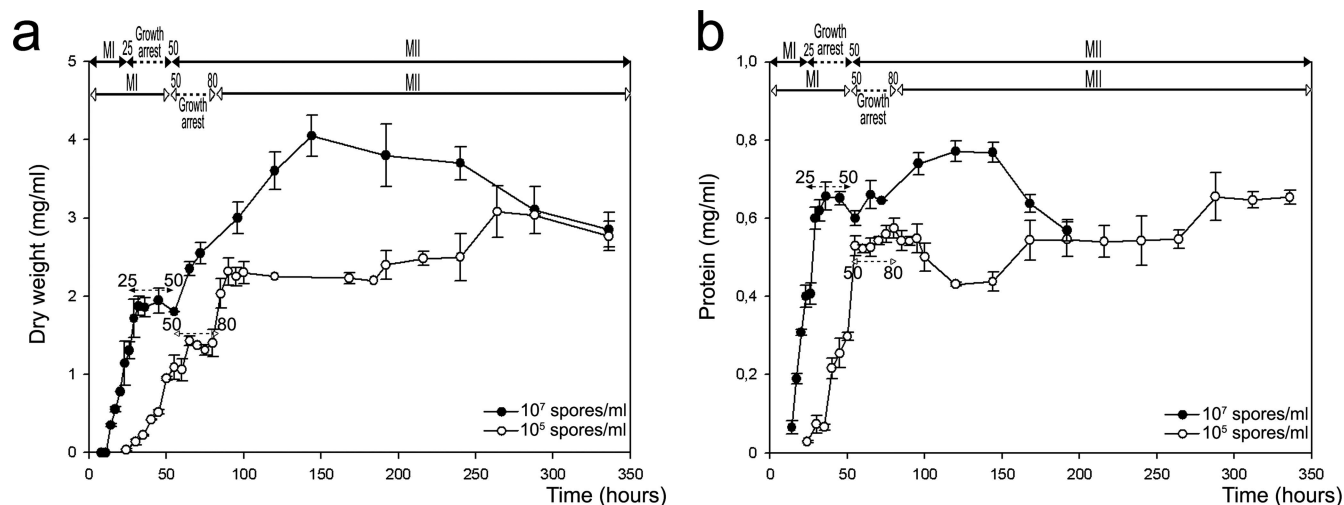 a
MI
25
Growth
arrest
50
MII
MI
50
Growth
arrest
80
MII
Dry weight (mg/ml)
5
4
3
2
1
0
25
50
50
80
10⁷ spores/ml
10⁵ spores/ml
0 50 100 150 200 250 300 350
Time (hours)
b
MI
25
Growth
arrest
50
MII
MI
50
Growth
arrest
80
MII
Protein (mg/ml)
1,0
0,8
0,6
0,4
0,2
0
25
50
50
80
10⁷ spores/ml
10⁵ spores/ml
0 50 100 150 200 250 300 350
Time (hours)